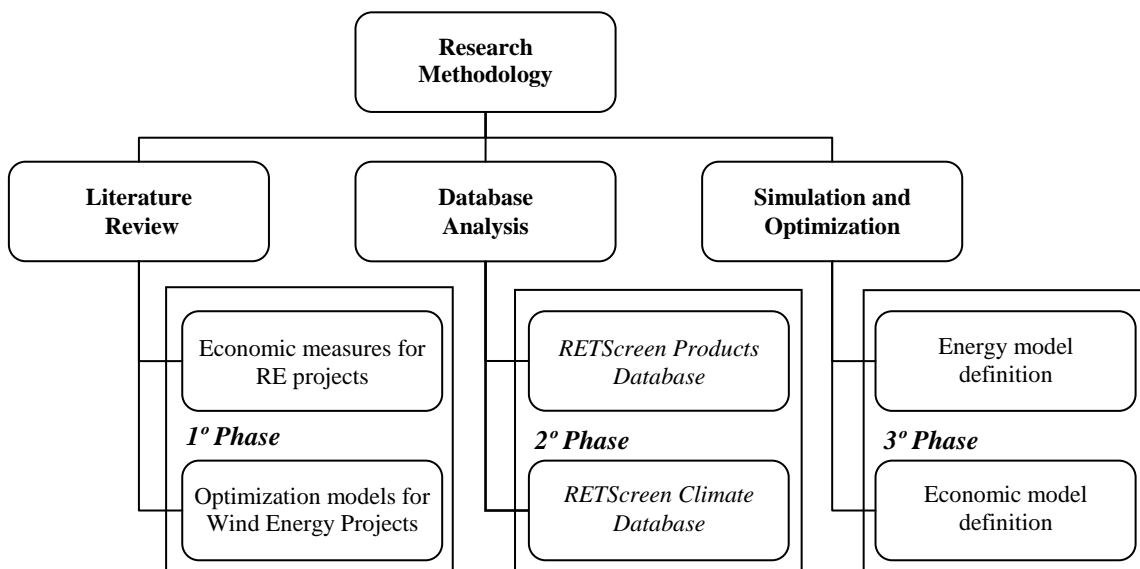 Research
Methodology
Literature
Review
Database
Analysis
Simulation and
Optimization
Economic measures for
RE projects
1º Phase
Optimization models for
Wind Energy Projects
RETScreen Products
Database
2º Phase
RETScreen Climate
Database
Energy model
definition
3º Phase
Economic model
definition